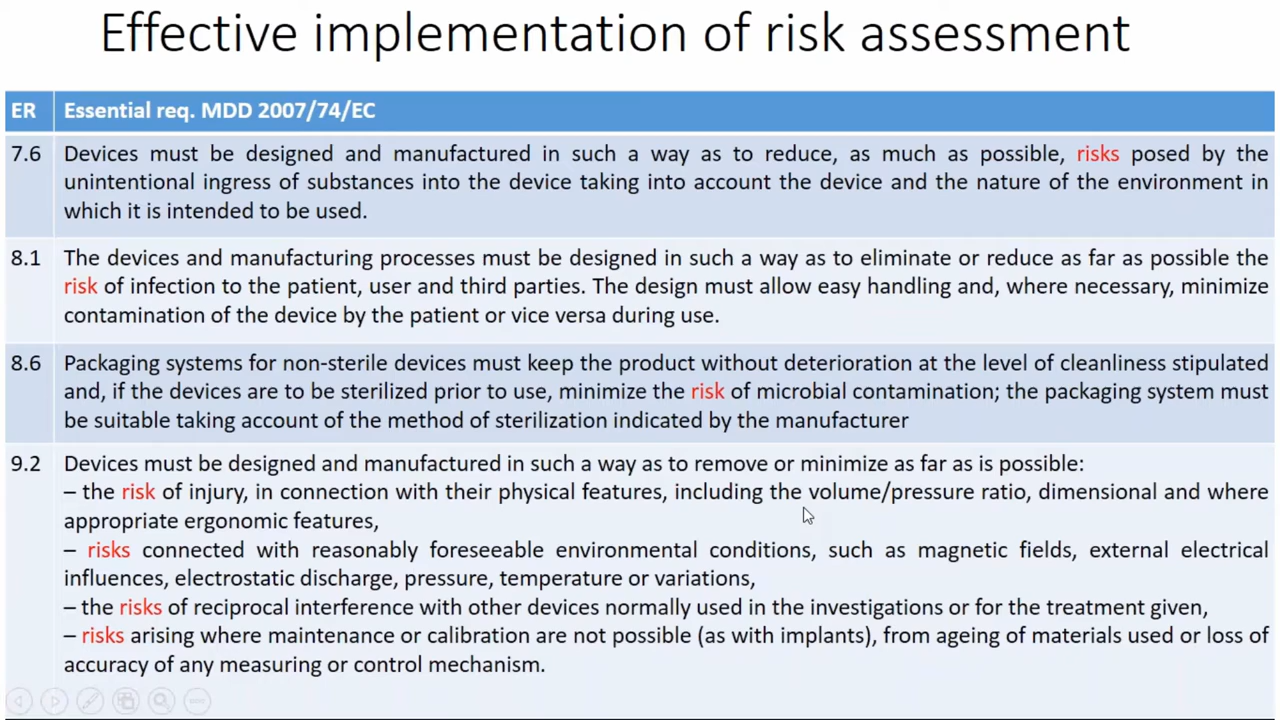 Effective implementation of risk assessment
ER Essential req. MDD 2007/74/EC
7.6 Devices must be designed and manufactured in such a way as to reduce, as much as possible, risks posed by the
unintentional ingress of substances into the device taking into account the device and the nature of the environment in
which it is intended to be used.
8.1 The devices and manufacturing processes must be designed in such a way as to eliminate or reduce as far as possible the
risk of infection to the patient, user and third parties. The design must allow easy handling and, where necessary, minimize
contamination of the device by the patient or vice versa during use.
8.6 Packaging systems for non-sterile devices must keep the product without deterioration at the level of cleanliness stipulated
and, if the devices are to be sterilized prior to use, minimize the risk of microbial contamination; the packaging system must
be suitable taking account of the method of sterilization indicated by the manufacturer
9.2 Devices must be designed and manufactured in such a way as to remove or minimize as far as is possible:
– the risk of injury, in connection with their physical features, including the volume/pressure ratio, dimensional and where
appropriate ergonomic features,
– risks connected with reasonably foreseeable environmental conditions, such as magnetic fields, external electrical
influences, electrostatic discharge, pressure, temperature or variations,
– the risks of reciprocal interference with other devices normally used in the investigations or for the treatment given,
– risks arising where maintenance or calibration are not possible (as with implants), from ageing of materials used or loss of
accuracy of any measuring or control mechanism.